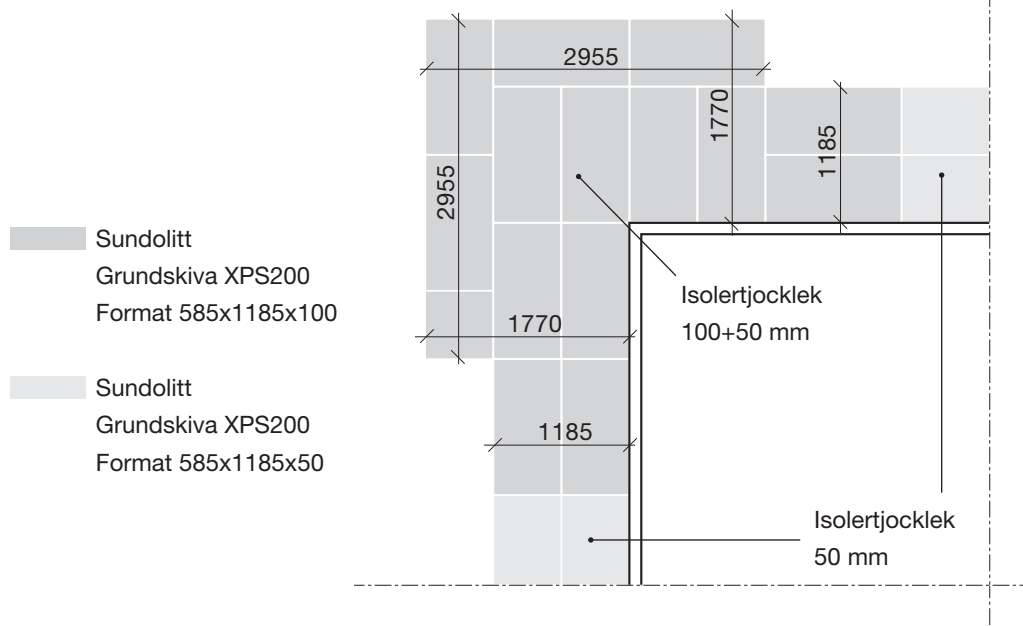 2955
1770
1185
2955
Sundolitt
Grundskiva XPS200
Format 585x1185x100
Isolertjocklek
100+50 mm
1770
Sundolitt
Grundskiva XPS200
Format 585x1185x50
1185
Isolertjocklek
50 mm